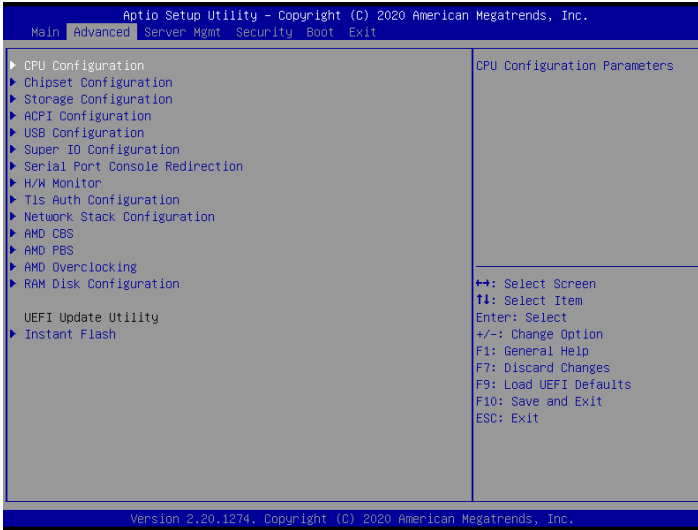 Aptio Setup Utility – Copyright (C) 2020 American Megatrends, Inc.
Main Advanced Server Mgmt Security Boot Exit
CPU Configuration
Chipset Configuration
Storage Configuration
ACPI Configuration
USB Configuration
Super IO Configuration
Serial Port Console Redirection
H/W Monitor
Tls Auth Configuration
Network Stack Configuration
AMD CBS
AMD PBS
AMD Overclocking
RAM Disk Configuration
UEFI Update Utility
Instant Flash
CPU Configuration Parameters
↔: Select Screen
↑↓: Select Item
Enter: Select
+/-: Change Option
F1: General Help
F7: Discard Changes
F9: Load UEFI Defaults
F10: Save and Exit
ESC: Exit
Version 2.20.1274. Copyright (C) 2020 American Megatrends, Inc.